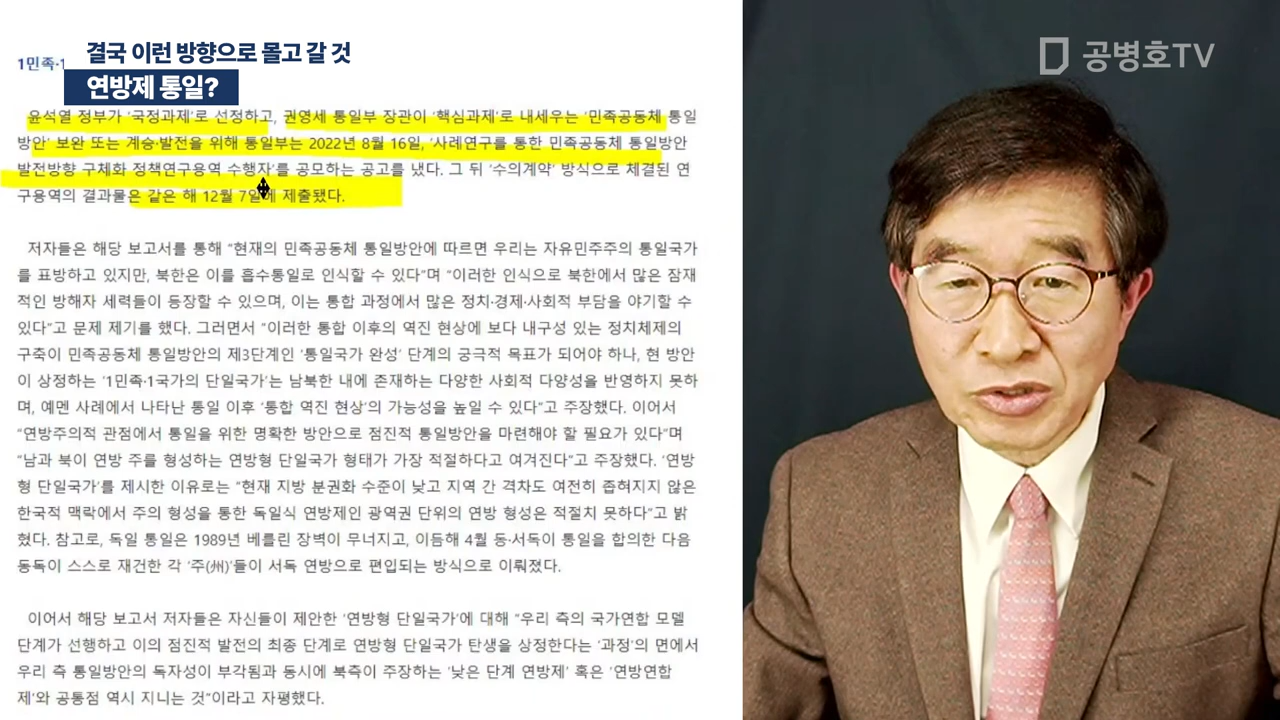 결국 이런 방향으로 몰고 갈 것
1민족·1
연방제 통일?
공병호TV
윤석열 정부가 '국정과제'로 선정하고, 권영세 통일부 장관이 '핵심과제'로 내세우는 '민족공동체 통일
방안' 보완 또는 계승·발전을 위해 통일부는 2022년 8월 16일, '사례연구를 통한 민족공동체 통일방안
발전방향 구체화 정책연구용역 수행자'를 공모하는 공고를 냈다. 그 뒤 '수의계약' 방식으로 체결된 연
구용역의 결과물은 같은 해 12월 7일에 제출됐다.
저자들은 해당 보고서를 통해 "현재의 민족공동체 통일방안에 따르면 우리는 자유민주주의 통일국가
를 표방하고 있지만, 북한은 이를 흡수통일로 인식할 수 있다"며 "이러한 인식으로 북한에서 많은 잠재
적인 방해자 세력들이 등장할 수 있으며, 이는 통합 과정에서 많은 정치·경제·사회적 부담을 야기할 수
있다"고 문제 제기를 했다. 그러면서 "이러한 통합 이후의 역진 현상에 보다 내구성 있는 정치체제의
구축이 민족공동체 통일방안의 제3단계인 '통일국가 완성' 단계의 궁극적 목표가 되어야 하나, 현 방안
이 상정하는 '1민족·1국가의 단일국가'는 남북한 내에 존재하는 다양한 사회적 다양성을 반영하지 못하
며, 예멘 사례에서 나타난 통일 이후 '통합 역진 현상'의 가능성을 높일 수 있다"고 주장했다. 이어서
"연방주의적 관점에서 통일을 위한 명확한 방안으로 점진적 통일방안을 마련해야 할 필요가 있다"며
"남과 북이 연방 주를 형성하는 연방형 단일국가 형태가 가장 적절하다고 여겨진다"고 주장했다. '연방
형 단일국가'를 제시한 이유로는 "현재 지방 분권화 수준이 낮고 지역 간 격차도 여전히 좁혀지지 않은
한국적 맥락에서 주의 형성을 통한 독일식 연방제인 광역권 단위의 연방 형성은 적절치 못하다"고 밝
혔다. 참고로, 독일 통일은 1989년 베를린 장벽이 무너지고, 이듬해 4월 동·서독이 통일을 합의한 다음
동독이 스스로 재건한 각 '주(州)'들이 서독 연방으로 편입되는 방식으로 이뤄졌다.
이어서 해당 보고서 저자들은 자신들이 제안한 '연방형 단일국가'에 대해 "우리 측의 국가연합 모델
단계가 선행하고 이의 점진적 발전의 최종 단계로 연방형 단일국가 탄생을 상정한다는 '과정'의 면에서
우리 측 통일방안의 독자성이 부각됨과 동시에 북측이 주장하는 '낮은 단계 연방제' 혹은 '연방연합
제'와 공통점 역시 지니는 것"이라고 자평했다.